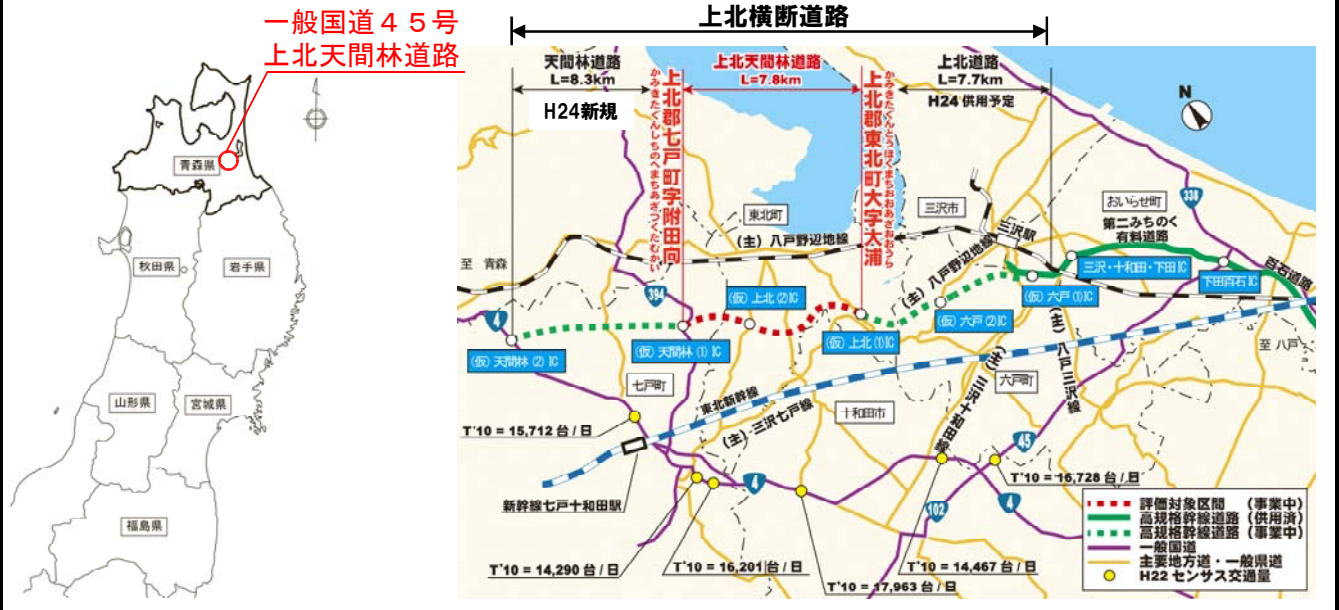 一般国道４５号
上北天間林道路
青森県
秋田県
岩手県
山形県
宮城県
福島県
上北横断道路
天間林道路
L=8.3km
H24新規
上北天間林道路
L=7.8km
上北道路
L=7.7km
H24供用予定
N
上北郡七戸町字附田向
かみきたぐんしちのへまちあざつくたむかい
上北郡東北町大字大浦
かみきたぐんとうほくまちおおあざおおうら
東北町
三沢市
おいらせ町
338
第二みちのく
有料道路
三沢駅
(主) 八戸野辺地線
(主) 八戸野辺地線
至 青森
百石道路
三沢・十和田・下田IC
下田百石IC
394
4
(仮) 上北(2)IC
(仮) 六戸(1)IC
(仮) 六戸(2)IC
(仮) 上北(1)IC
(仮) 天間林(1)IC
(仮) 天間林(2)IC
(主) 八戸三沢線
至 八戸
七戸町
六戸町
十和田市
東北新幹線
(主) 三沢七戸線
(主) 三沢十和田線
T'10 = 15,712 台/日
新幹線七戸十和田駅
4
45
T'10 = 16,728 台/日
102
4
T'10 = 14,290 台/日
T'10 = 16,201 台/日
T'10 = 17,963 台/日
T'10 = 14,467 台/日
評価対象区間 (事業中)
高規格幹線道路 (供用済)
高規格幹線道路 (事業中)
一般国道
主要地方道・一般県道
H22 センサス交通量